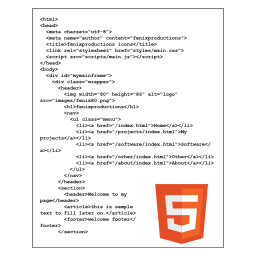 <html>
<head>
<meta charset="utf-8">
<meta name="author" content="fenixproductions">
<title>fenixproductions icons</title>
<link rel="stylesheet" href="styles/main.css">
<script src="scripts/main.js"></script>
</head>
<body>
<div id="mymainframe">
<div class="wrapper">
<header>
<img width="80" height="86" alt="logo"
src="images/fenix80.png">
<h1>fenixproductions</h1>
<nav>
<ul class="menu">
<li><a href="/index.html">Home</a></li>
<li><a href="/projects/index.html">My
projects</a></li>
<li><a href="/software/index.html">Software</
a></li>
<li><a href="/other/index.html">Other</a></li>
<li><a href="/about/index.html">About</a></li>
</ul>
</nav>
</header>
<section>
<header>Welcome to my
page</header>
<article>this is sample
text to fill later on.</article>
<footer>welcome footer</
footer>
</section>
5